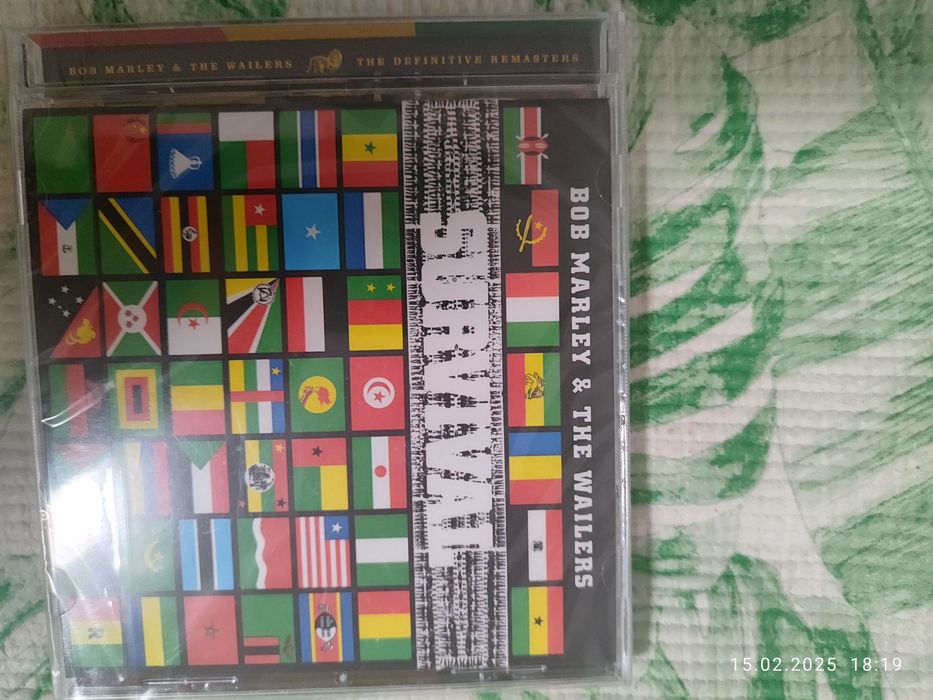 BOB MARLEY & THE WAILERS THE DEFINITIVE REMASTERS
BOB MARLEY & THE WAILERS
SURVIVAL
15.02.2025 18:19